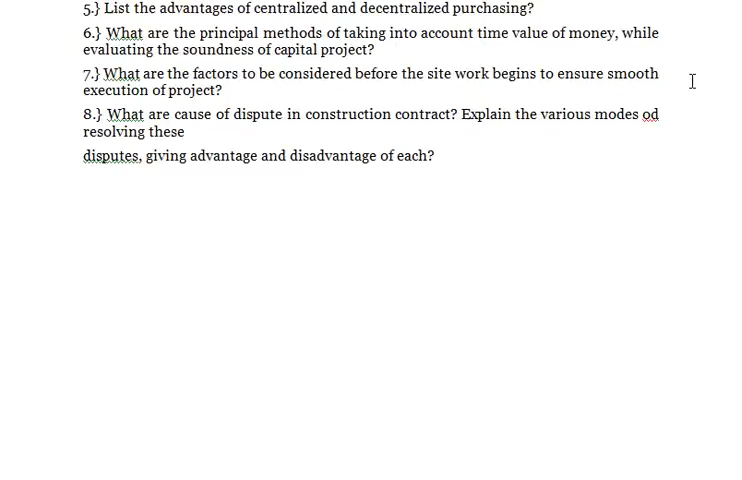 5.} List the advantages of centralized and decentralized purchasing?
6.} What are the principal methods of taking into account time value of money, while
evaluating the soundness of capital project?
7.} What are the factors to be considered before the site work begins to ensure smooth
execution of project?
8.} What are cause of dispute in construction contract? Explain the various modes od
resolving these
disputes, giving advantage and disadvantage of each?